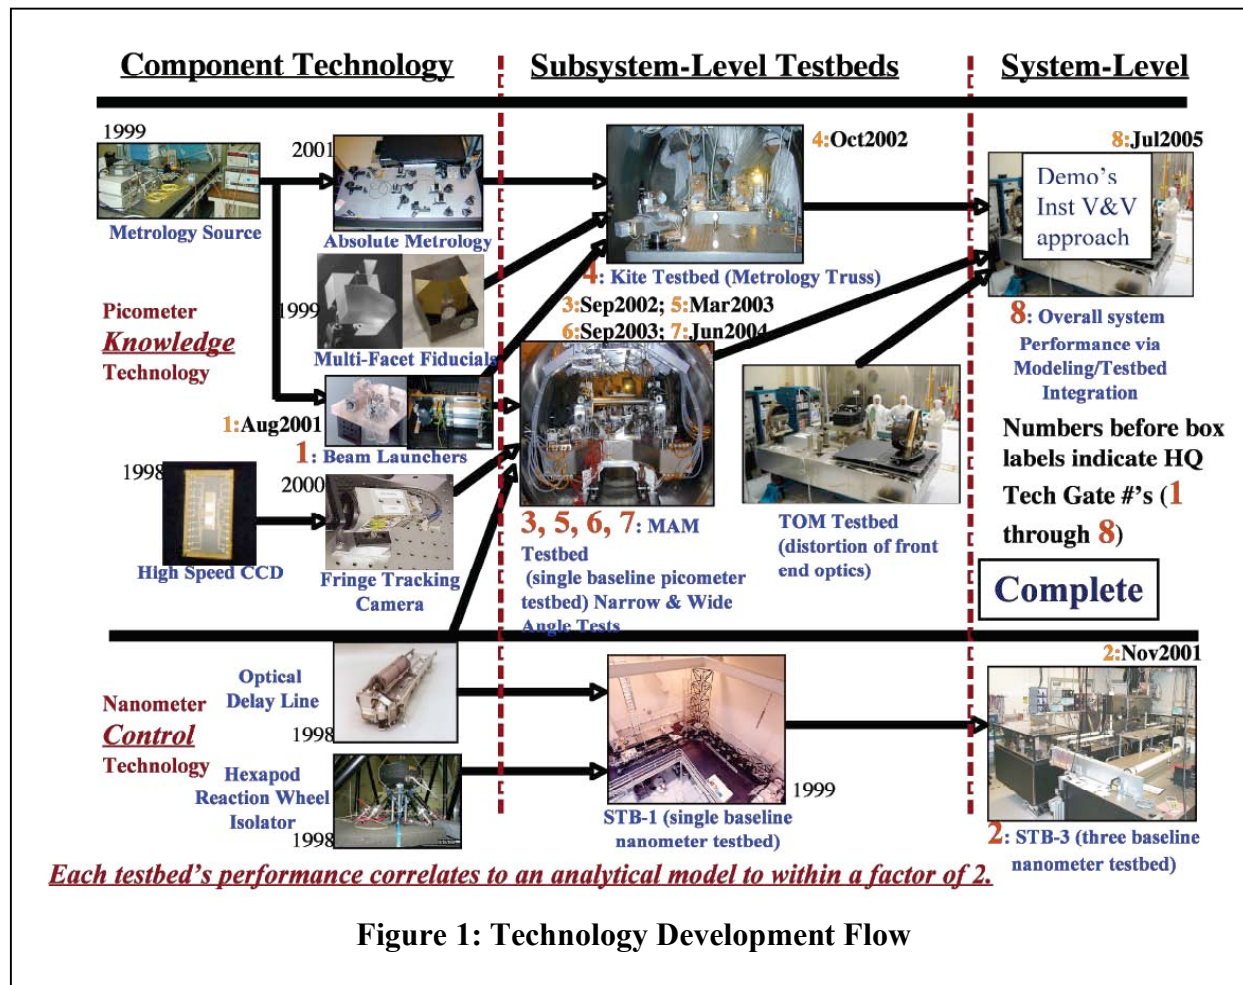 Component Technology
Subsystem-Level Testbeds
System-Level
1999
2001
4:Oct2002
8:Jul2005
Demo's
Inst V&V
approach
Metrology Source
Absolute Metrology
4: Kite Testbed (Metrology Truss)
3:Sep2002; 5:Mar2003
6:Sep2003; 7:Jun2004
1999
Picometer
Knowledge
Technology
Multi-Facet Fiducials
8: Overall system
Performance via
Modeling/Testbed
Integration
1:Aug2001
1: Beam Launchers
Numbers before box
labels indicate HQ
Tech Gate #'s (1
through 8)
1998
2000
High Speed CCD
Fringe Tracking
Camera
3, 5, 6, 7: MAM
Testbed
(single baseline picometer
testbed) Narrow & Wide
Angle Tests
TOM Testbed
(distortion of front
end optics)
Complete
2:Nov2001
Optical
Delay Line
1998
Nanometer
Control
Technology
Hexapod
Reaction Wheel
Isolator
1998
1999
STB-1 (single baseline
nanometer testbed)
2: STB-3 (three baseline
nanometer testbed)
Each testbed's performance correlates to an analytical model to within a factor of 2.
Figure 1: Technology Development Flow